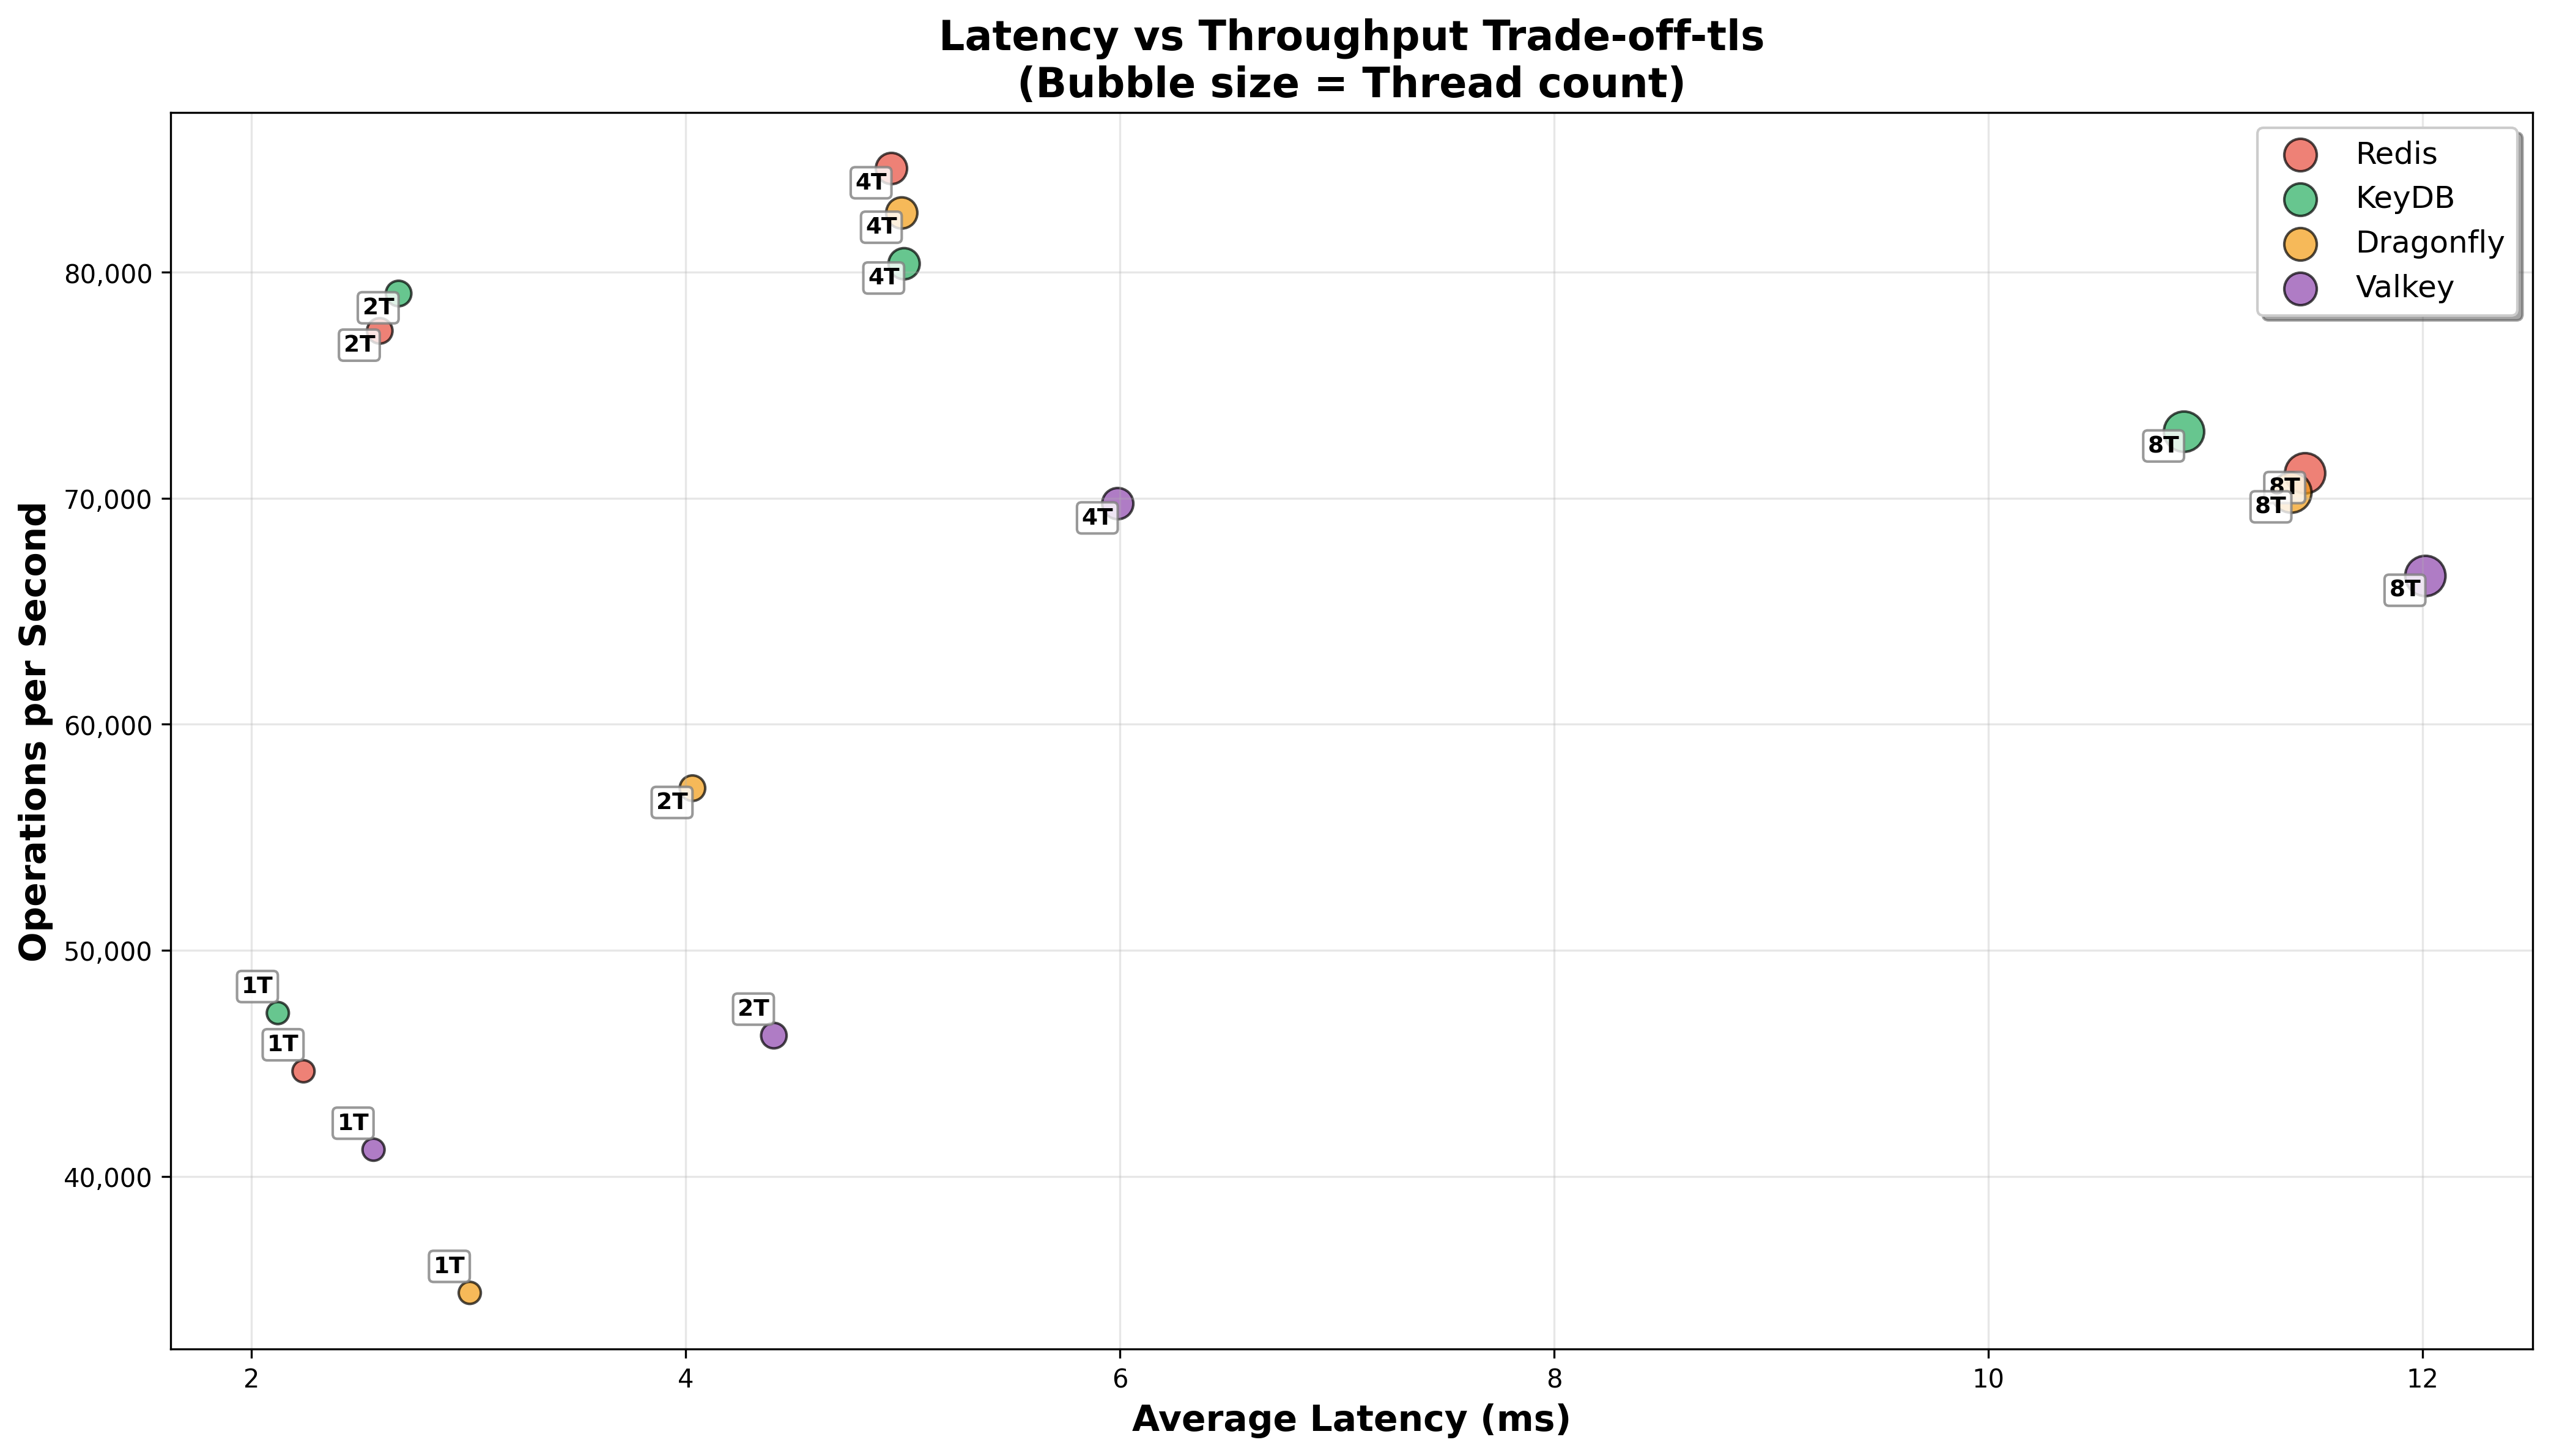 Latency vs Throughput Trade-off-tls
(Bubble size = Thread count)
Redis
KeyDB
Dragonfly
Valkey
4T
4T
4T
2T
2T
8T
8T
8T
4T
8T
2T
1T
2T
1T
1T
1T
80,000
70,000
60,000
50,000
40,000
Operations per Second
2 4 6 8 10 12
Average Latency (ms)